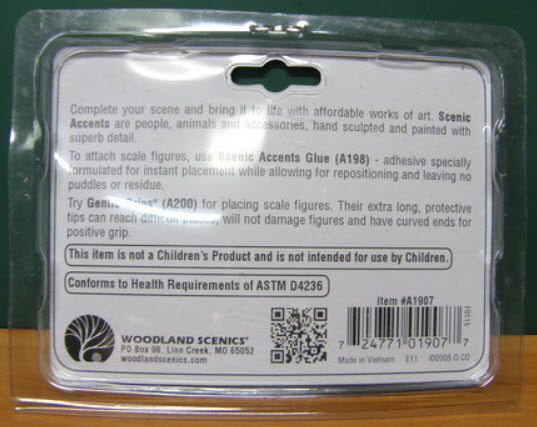 Complete your scene and bring it to life with affordable works of art. Scenic
Accents are people, animals and accessories, hand sculpted and painted with
superb detail.
To attach scale figures, use Scenic Accents Glue (A198) - adhesive specially
formulated for instant placement while allowing for repositioning and leaving no
puddles or residue.
Try Gentle Grips® (A200) for placing scale figures. Their extra long, protective
tips can reach difficult places, will not damage figures and have curved ends for
positive grip.
This item is not a Children's Product and is not intended for use by Children.
Conforms to Health Requirements of ASTM D4236
Item #A1907
F0113
WOODLAND SCENICS®
PO Box 98, Linn Creek, MO 65052
woodlandscenics.com
7 24771 01907 7
Made in Vietnam E11 ©2005 O CO